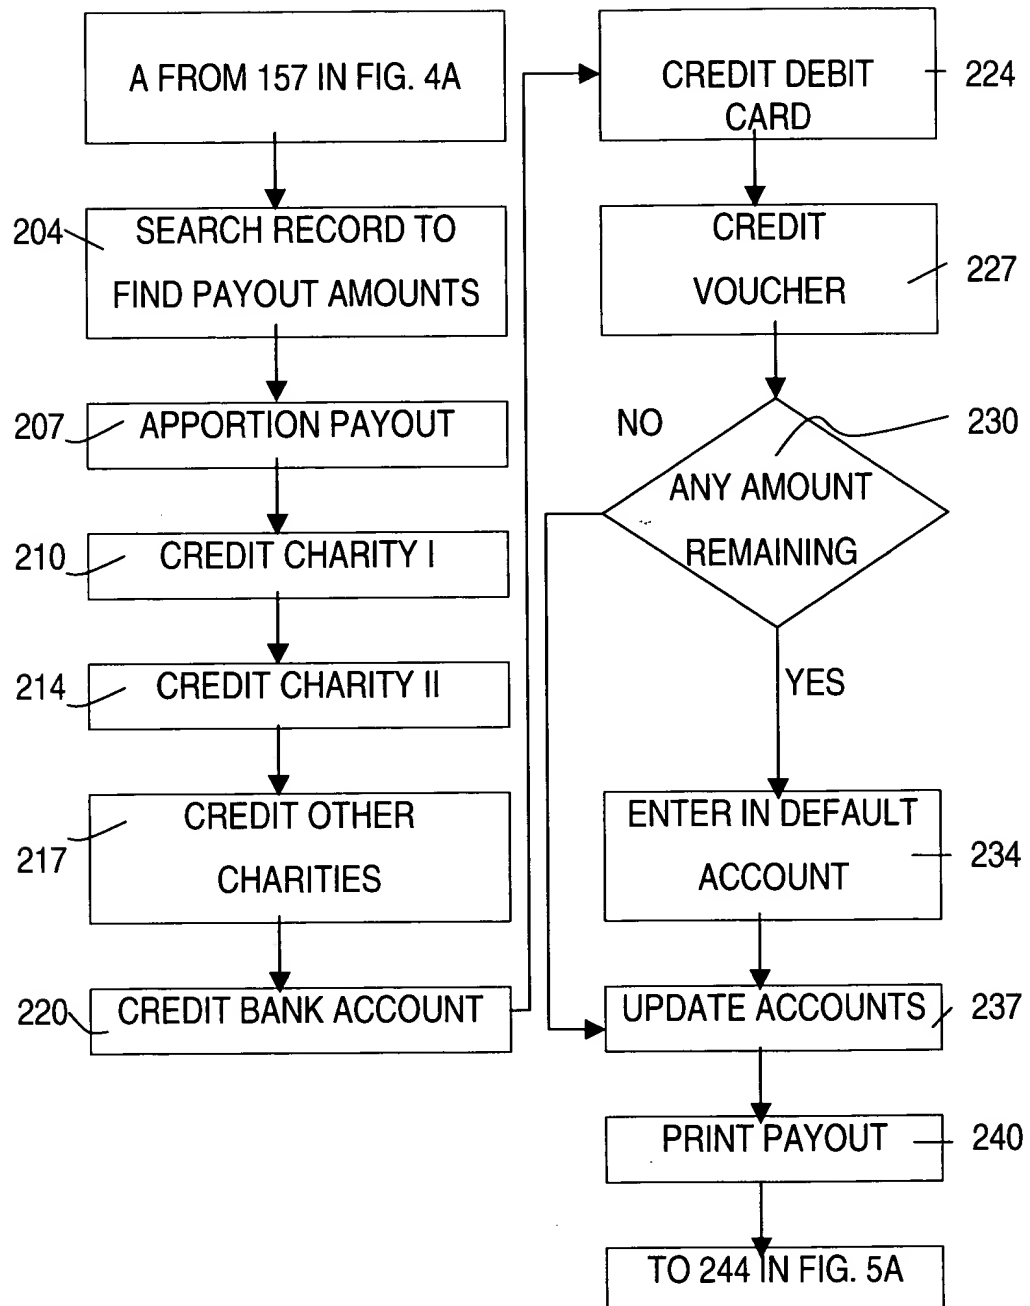 A FROM 157 IN FIG. 4A
204
SEARCH RECORD TO
FIND PAYOUT AMOUNTS
207
APPORTION PAYOUT
210
CREDIT CHARITY I
214
CREDIT CHARITY II
217
CREDIT OTHER
CHARITIES
220
CREDIT BANK ACCOUNT
CREDIT DEBIT
CARD
224
CREDIT
VOUCHER
227
NO
230
ANY AMOUNT
REMAINING
YES
ENTER IN DEFAULT
ACCOUNT
234
UPDATE ACCOUNTS
237
PRINT PAYOUT
240
TO 244 IN FIG. 5A